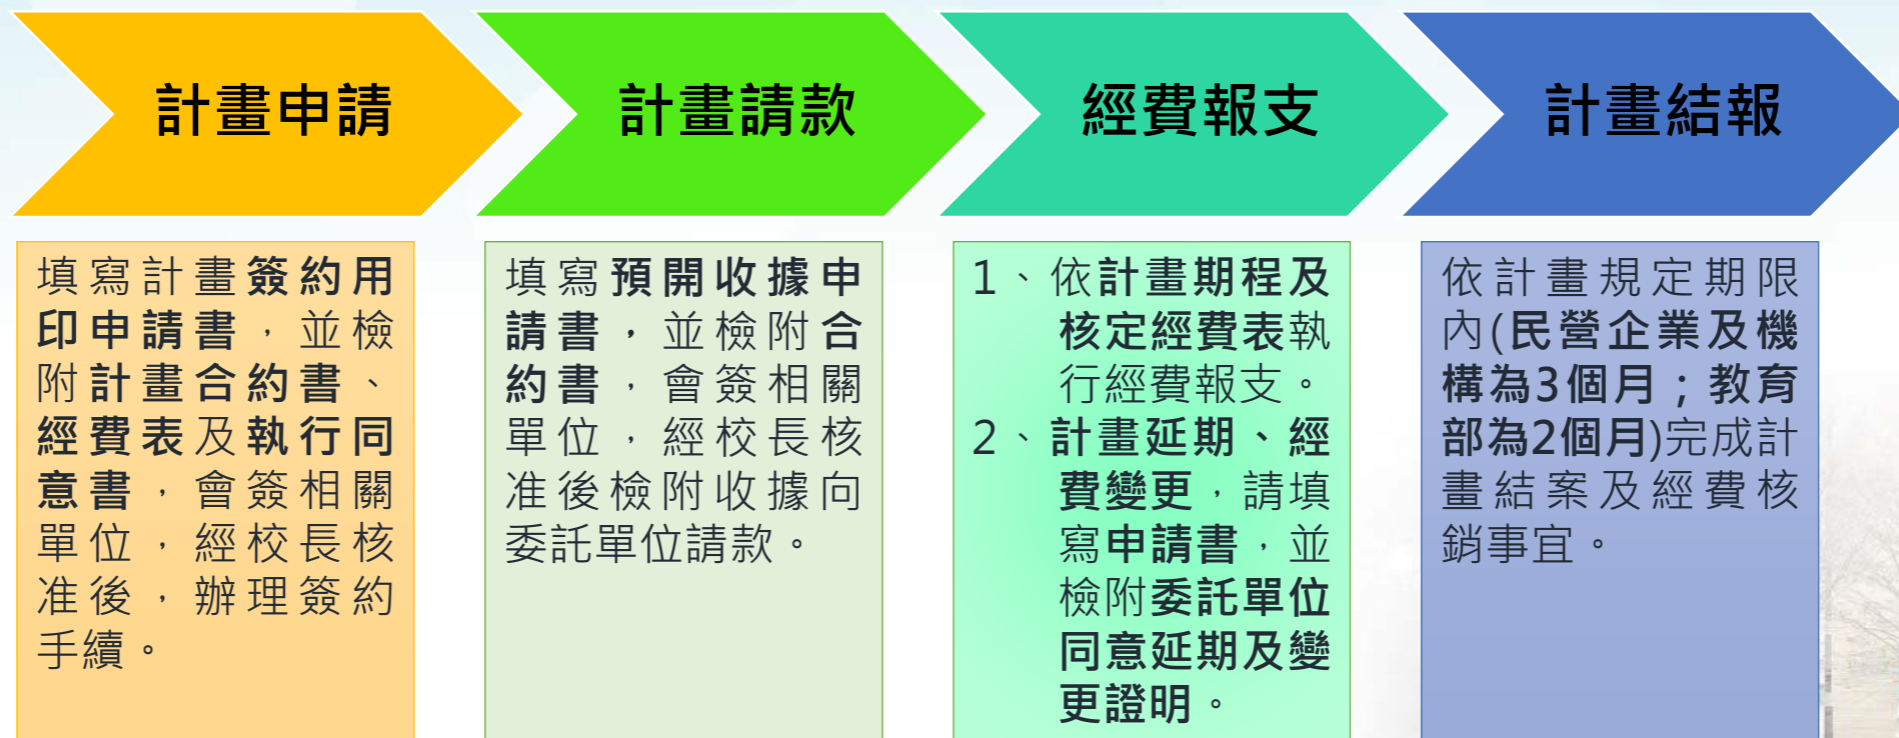 計畫申請
計畫請款
經費報支
計畫結報
填寫計畫簽約用
印申請書，並檢
附計畫合約書、
經費表及執行同
意書，會簽相關
單位，經校長核
准後，辦理簽約
手續。
填寫預開收據申
請書，並檢附合
約書，會簽相關
單位，經校長核
准後檢附收據向
委託單位請款。
1、依計畫期程及
核定經費表執
行經費報支。
2、計畫延期、經
費變更，請填
寫申請書，並
檢附委託單位
同意延期及變
更證明。
依計畫規定期限
內(民營企業及機
構為3個月；教育
部為2個月)完成計
畫結案及經費核
銷事宜。